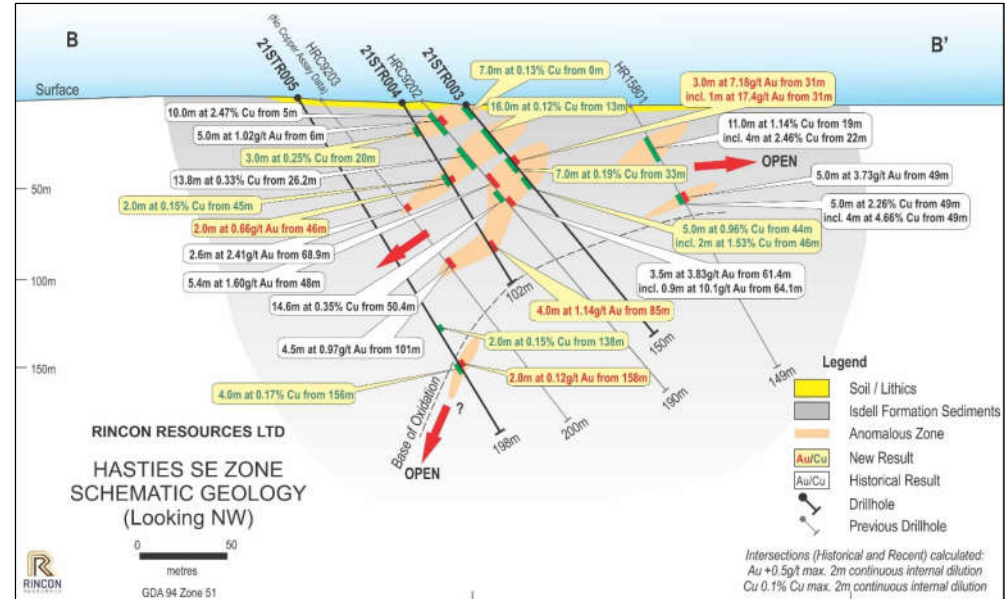 B
B'
Surface
50m
100m
150m
21STR005
HRC9203
(No Copper Assay Data)
21STR004
HRC9202
21STR003
HR15801
7.0m at 0.13% Cu from 0m
16.0m at 0.12% Cu from 13m
3.0m at 7.18g/t Au from 31m
incl. 1m at 17.4g/t Au from 31m
10.0m at 2.47% Cu from 5m
5.0m at 1.02g/t Au from 6m
3.0m at 0.25% Cu from 20m
13.8m at 0.33% Cu from 26.2m
2.0m at 0.15% Cu from 45m
2.0m at 0.66g/t Au from 46m
2.6m at 2.41g/t Au from 68.9m
5.4m at 1.60g/t Au from 48m
14.6m at 0.35% Cu from 50.4m
4.5m at 0.97g/t Au from 101m
4.0m at 0.17% Cu from 156m
11.0m at 1.14% Cu from 19m
incl. 4m at 2.46% Cu from 22m
OPEN
7.0m at 0.19% Cu from 33m
5.0m at 3.73g/t Au from 49m
5.0m at 2.26% Cu from 49m
incl. 4m at 4.66% Cu from 49m
5.0m at 0.96% Cu from 44m
incl. 2m at 1.53% Cu from 46m
3.5m at 3.83g/t Au from 61.4m
incl. 0.9m at 10.1g/t Au from 64.1m
4.0m at 1.14g/t Au from 85m
2.0m at 0.15% Cu from 138m
2.0m at 0.12g/t Au from 158m
102m
150m
149m
190m
200m
198m
Base of Oxidation
?
OPEN
RINCON RESOURCES LTD
HASTIES SE ZONE
SCHEMATIC GEOLOGY
(Looking NW)
0 50
metres
GDA 94 Zone 51
RINCON
RESOURCES
Legend
Soil / Lithics
Isdell Formation Sediments
Anomalous Zone
Au/Cu New Result
Au/Cu Historical Result
Drillhole
Previous Drillhole
Intersections (Historical and Recent) calculated:
Au +0.5g/t max. 2m continuous internal dilution
Cu 0.1% Cu max. 2m continuous internal dilution